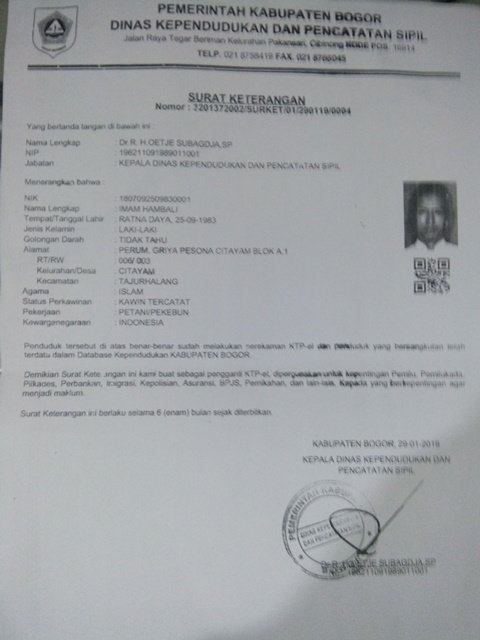 PEMERINTAH KABUPATEN BOGOR
DINAS KEPENDUDUKAN DAN PENCATATAN SIPIL
Jalan Raya Tegar Beriman Kelurahan Pakansari, Cibinong KODE POS. 16914
TELP. 021 8756419 FAX. 021 8766045
SURAT KETERANGAN
Nomor : 3201372002/SURKET/01/290119/0004
Yang bertanda tangan di bawah ini :
Nama Lengkap : Dr.R. H.OETJE SUBAGDJA,SP
NIP : 196211091989011001
Jabatan : KEPALA DINAS KEPENDUDUKAN DAN PENCATATAN SIPIL
Menerangkan bahwa :
NIK : 1807092509830001
Nama Lengkap : IMAM HAMBALI
Tempat/Tanggal Lahir : RATNA DAYA, 25-09-1983
Jenis Kelamin : LAKI-LAKI
Golongan Darah : TIDAK TAHU
Alamat : PERUM. GRIYA PESONA CITAYAM BLOK A.1
RT/RW : 006/ 003
Kelurahan/Desa : CITAYAM
Kecamatan : TAJURHALANG
Agama : ISLAM
Status Perkawinan : KAWIN TERCATAT
Pekerjaan : PETANI/PEKEBUN
Kewarganegaraan : INDONESIA
Penduduk tersebut di atas benar-benar sudah melakukan perekaman KTP-el dan penduduk yang bersangkutan telah
terdata dalam Database Kependudukan KABUPATEN BOGOR.
Demikian Surat Keterangan ini kami buat sebagai pengganti KTP-el, dipergunakan untuk kepentingan Pemilu, Pemilukada,
Pilkades, Perbankan, Imigrasi, Kepolisian, Asuransi, BPJS, Pernikahan, dan lain-lain. Kepada yang berkepentingan agar
menjadi maklum.
Surat Keterangan ini berlaku selama 6 (enam) bulan sejak diterbitkan.
KABUPATEN BOGOR, 29-01-2019
KEPALA DINAS KEPENDUDUKAN DAN
PENCATATAN SIPIL
PEMERINTAH KABUPATEN
DINAS
DAN PENCATATAN SIPIL
Dr.R. H.OETJE SUBAGDJA,SP
196211091989011001